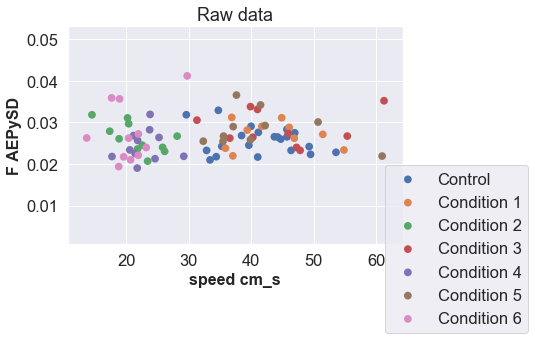 Raw data
0.05
0.04
0.03
0.02
0.01
F AEPySD
20 30 40 50 60
speed cm_s
Control
Condition 1
Condition 2
Condition 3
Condition 4
Condition 5
Condition 6